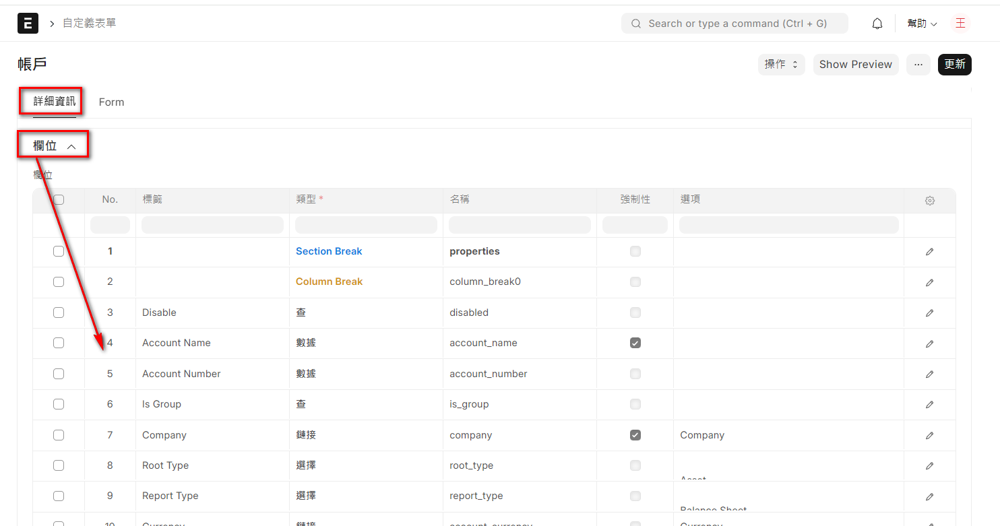 E 自定義表單 Search or type a command (Ctrl + G) 幫助 王
帳戶 操作 Show Preview ... 更新
詳細資訊 Form
欄位
欄位
No. 標籤 類型 * 名稱 強制性 選項
1 Section Break properties
2 Column Break column_break0
3 Disable 查 disabled
4 Account Name 數據 account_name
5 Account Number 數據 account_number
6 Is Group 查 is_group
7 Company 鏈接 company Company
8 Root Type 選擇 root_type
Asset
9 Report Type 選擇 report_type
Balance Sheet
10 Currency 鏈接 account_currency Currency